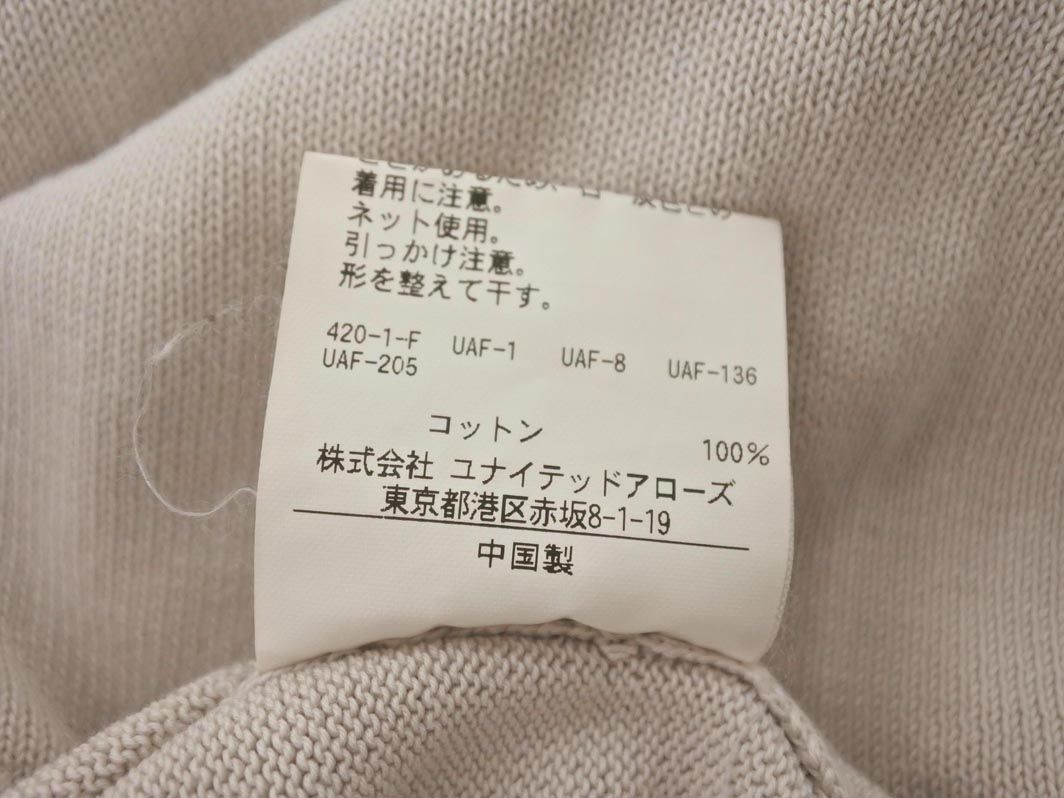 着用に注意。
ネット使用。
引っかけ注意。
形を整えて干す。
420-1-F UAF-1 UAF-8 UAF-136
UAF-205
コットン 100%
株式会社 ユナイテッドアローズ
東京都港区赤坂8-1-19
中国製